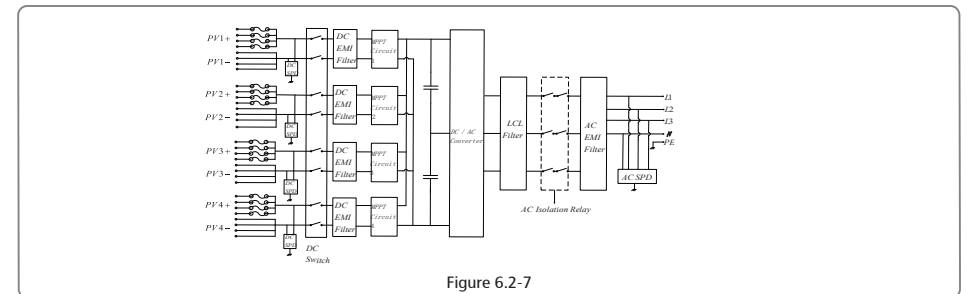 PV1+
PV1−
DC
SPD
DC
EMI
Filter
MPPT
Circuit
1
PV2+
PV2−
DC
SPD
DC
EMI
Filter
MPPT
Circuit
2
PV3+
PV3−
DC
SPD
DC
EMI
Filter
MPPT
Circuit
PV4+
PV4−
DC
SPD
DC
EMI
Filter
MPPT
Circuit
4
DC
Switch
DC / AC
Converter
LCL
Filter
AC Isolation Relay
AC
EMI
Filter
L1
L2
L3
N
PE
AC SPD
Figure 6.2-7